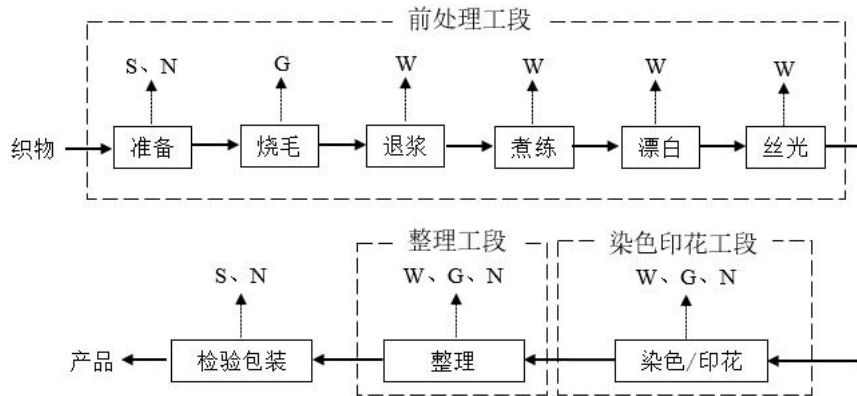 前处理工段
S、N G W W W W
织物 准备 烧毛 退浆 煮练 漂白 丝光
整理工段 染色印花工段
S、N W、G、N W、G、N
产品 检验包装 整理 染色/印花